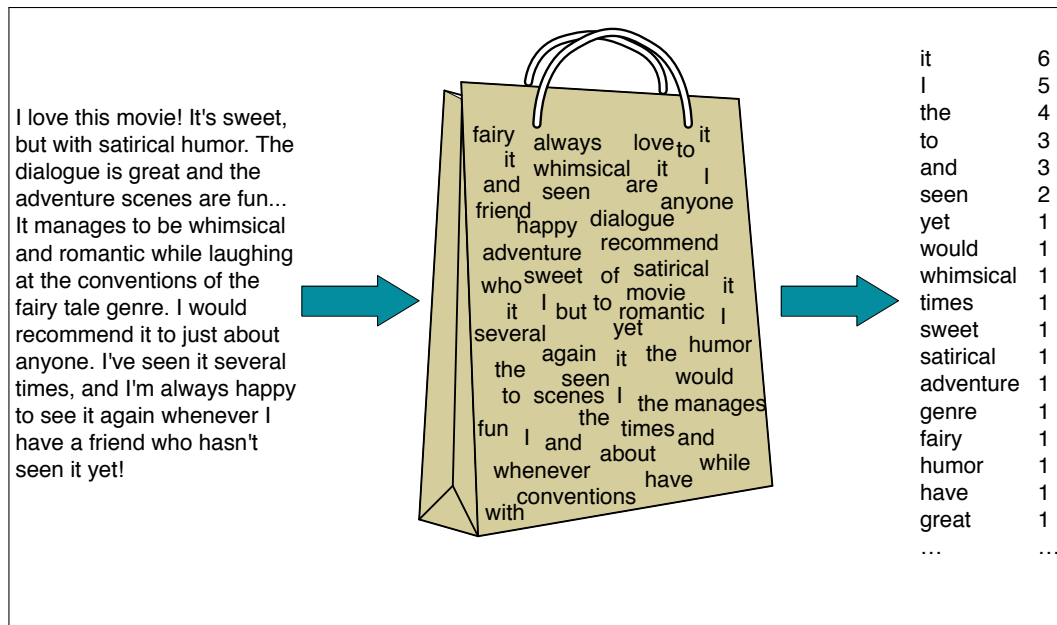 I love this movie! It's sweet,
but with satirical humor. The
dialogue is great and the
adventure scenes are fun...
It manages to be whimsical
and romantic while laughing
at the conventions of the
fairy tale genre. I would
recommend it to just about
anyone. I've seen it several
times, and I'm always happy
to see it again whenever I
have a friend who hasn't
seen it yet!
fairy always love to it
it whimsical it I
and seen are anyone
friend happy dialogue
adventure recommend
who sweet of satirical
it I but to movie it
romantic I
several yet
again it the humor
the seen would
to scenes I the manages
fun I and the times and
about while
whenever have
conventions
with
it 6
I 5
the 4
to 3
and 3
seen 2
yet 1
would 1
whimsical 1
times 1
sweet 1
satirical 1
adventure 1
genre 1
fairy 1
humor 1
have 1
great 1
… …